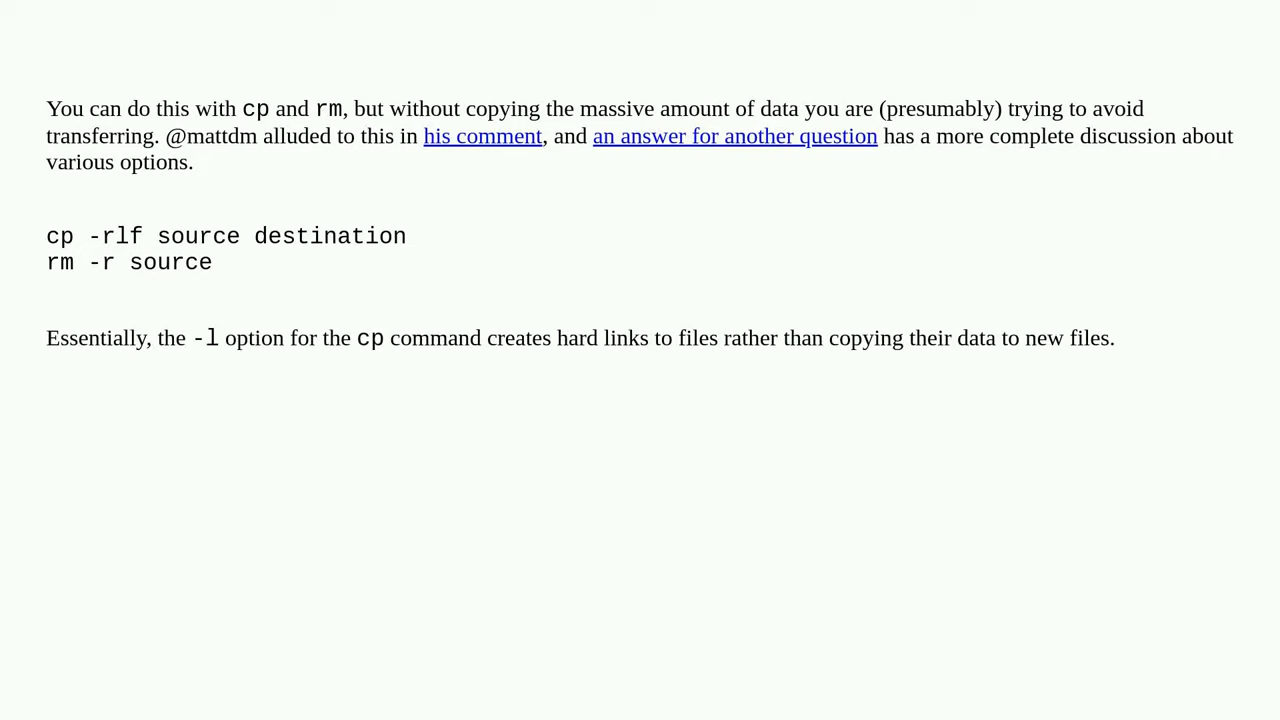 You can do this with cp and rm, but without copying the massive amount of data you are (presumably) trying to avoid
transferring. @mattdm alluded to this in his comment, and an answer for another question has a more complete discussion about
various options.
cp -rlf source destination
rm -r source
Essentially, the -l option for the cp command creates hard links to files rather than copying their data to new files.